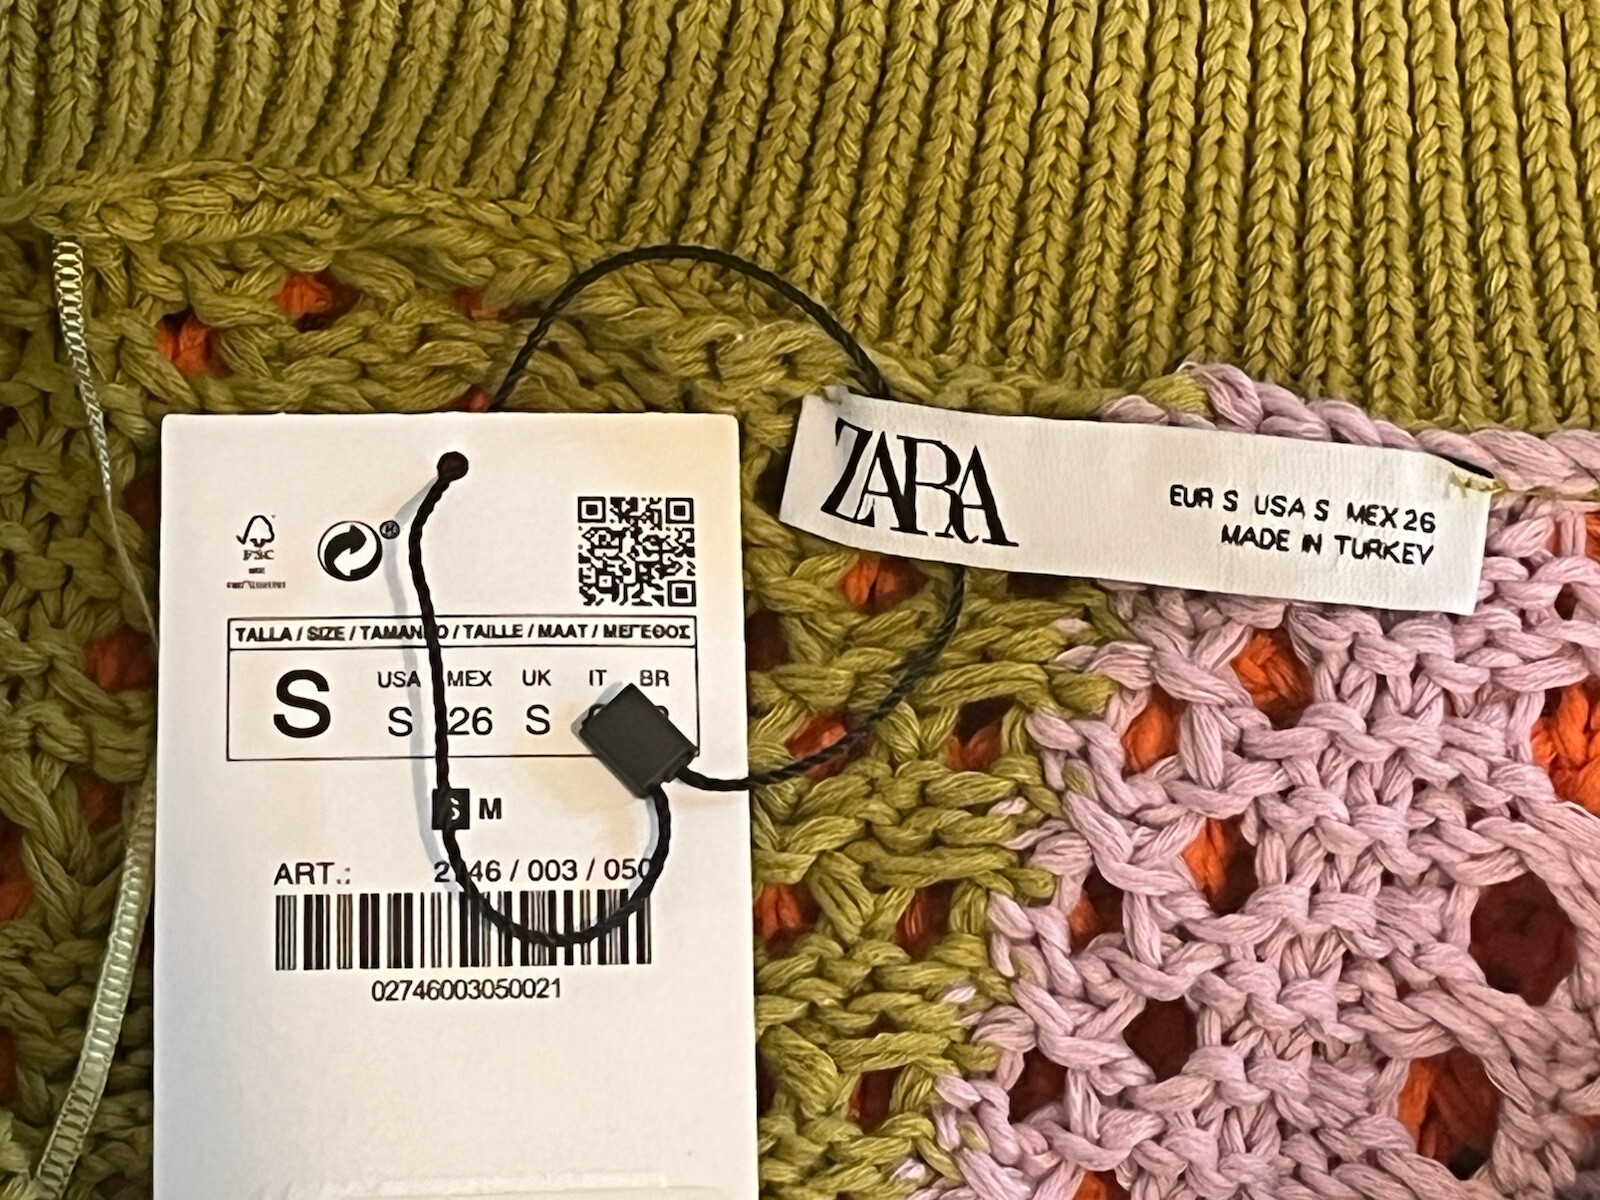 FSC
®
TALLA / SIZE / / TAILLE / MAAT / ΜΕΓΕΘΟΣ
S
USA MEX UK IT BR
S 26 S
S M
ART.: / 003 / 050
02746003050021
ZARA
EUR S USA S MEX 26
MADE IN TURKEY